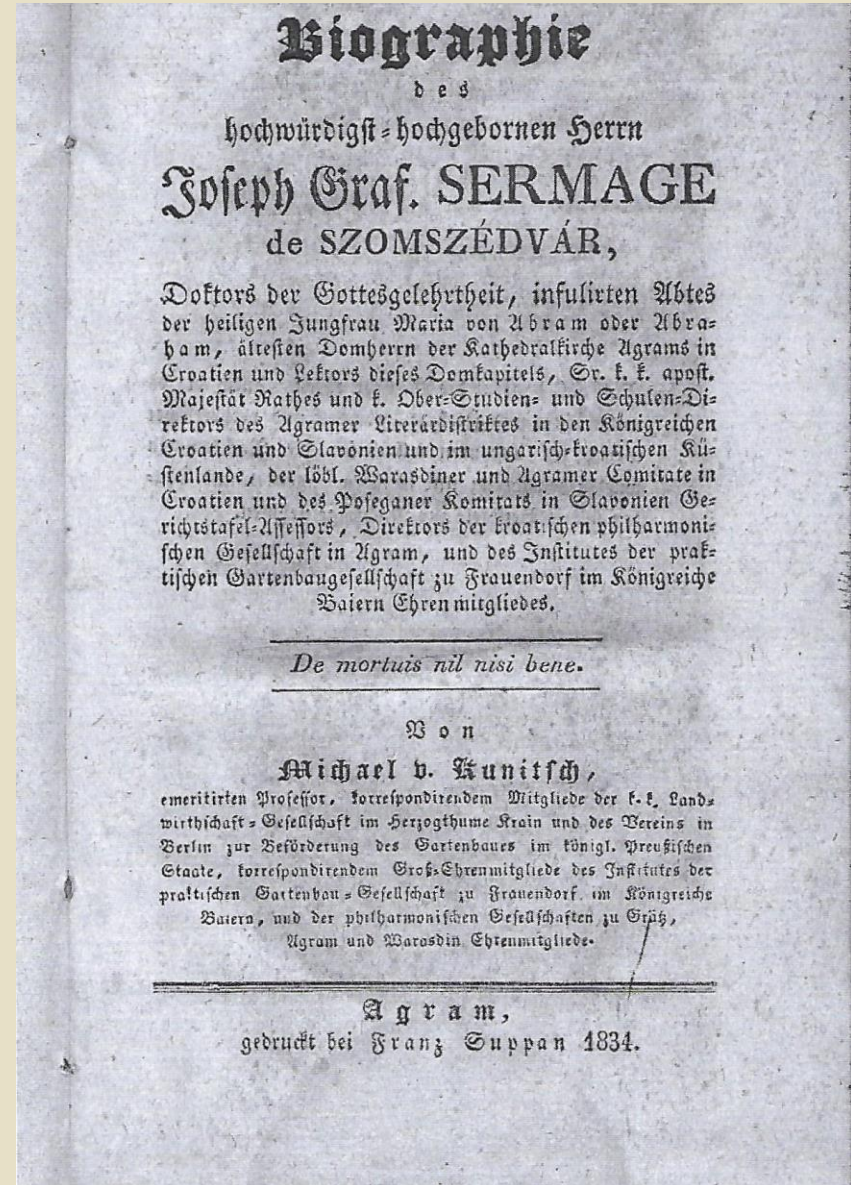 Biographie
des
hochwürdigst-hochgebornen Herrn
Joseph Graf. SERMAGE
de SZOMSZÉDVÁR,
Doktors der Gottesgelehrtheit, infulirten Abtes
der heiligen Jungfrau Maria von Abram oder Abra-
ham, ältesten Domherrn der Kathedralkirche Agrams in
Croatien und Lektors dieses Domkapitels, Sr. k. k. apost.
Majestät Rathes und k. Ober-Studien- und Schulen-Di-
rektors des Agramer Literärdistriktes in den Königreichen
Croatien und Slavonien und im ungarisch-kroatischen Kü-
stenlande, der löbl. Warasdiner und Agramer Comitate in
Croatien und des Poseganer Komitats in Slavonien Ge-
richtstafel-Assessors, Direktors der kroatischen philharmoni-
schen Gesellschaft in Agram, und des Institutes der prak-
tischen Gartenbaugesellschaft zu Frauendorf im Königreiche
Baiern Ehrenmitgliedes.
De mortuis nil nisi bene.
Von
Michael v. Kunitsch,
emeritirten Professor, korrespondirendem Mitgliede der k. k. Land-
wirthschaft-Gesellschaft im Herzogthume Krain und des Vereins in
Berlin zur Beförderung des Gartenbaues im königl. Preußischen
Staate, korrespondirendem Groß-Ehrenmitgliede des Institutes der
praktischen Gartenbau-Gesellschaft zu Frauendorf im Königreiche
Baiern, und der philharmonischen Gesellschaften zu Grätz,
Agram und Warasdin Ehrenmitgliede.
Agram,
gedruckt bei Franz Suppan 1834.